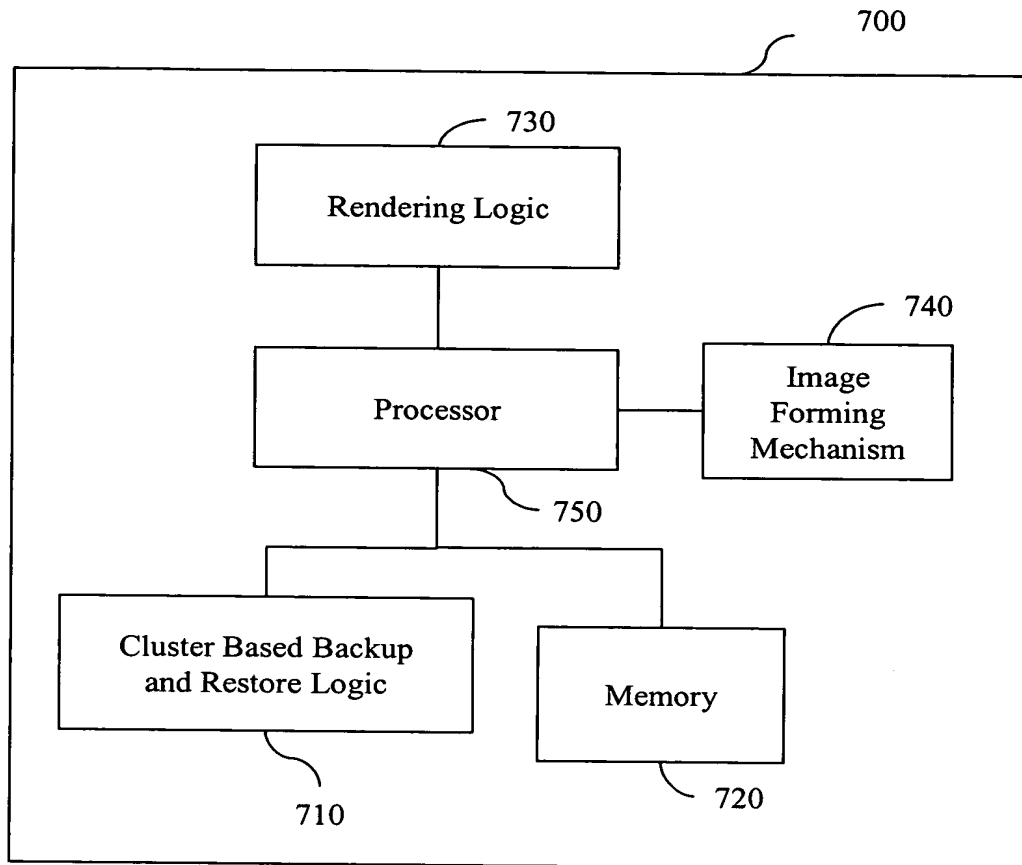 700
730
Rendering Logic
740
Image
Forming
Mechanism
Processor
750
Cluster Based Backup
and Restore Logic
Memory
710
720